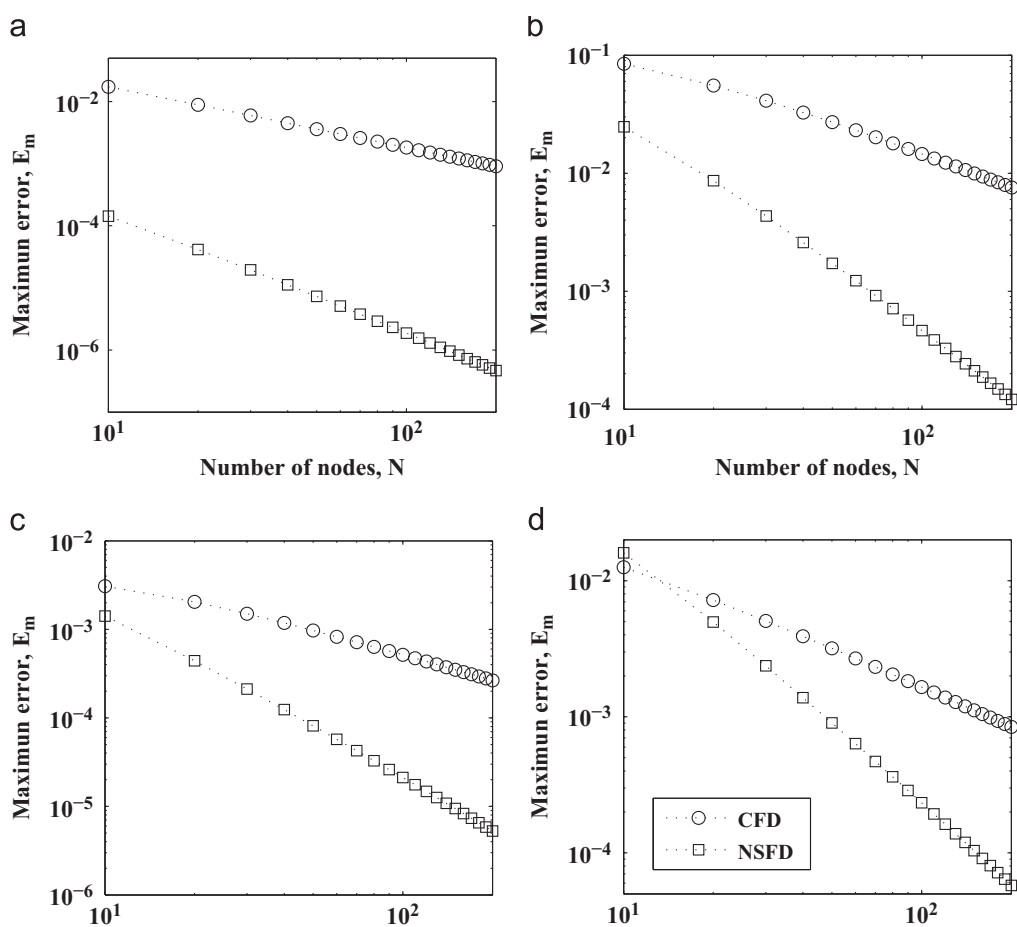 a
10^{-2}
10^{-4}
10^{-6}
Maximun error, E_m
10^1
10^2
Number of nodes, N
b
10^{-1}
10^{-2}
10^{-3}
10^{-4}
Maximun error, E_m
10^1
10^2
Number of nodes, N
c
10^{-2}
10^{-3}
10^{-4}
10^{-5}
10^{-6}
Maximun error, E_m
10^1
10^2
d
10^{-2}
10^{-3}
10^{-4}
Maximun error, E_m
CFD
NSFD
10^1
10^2